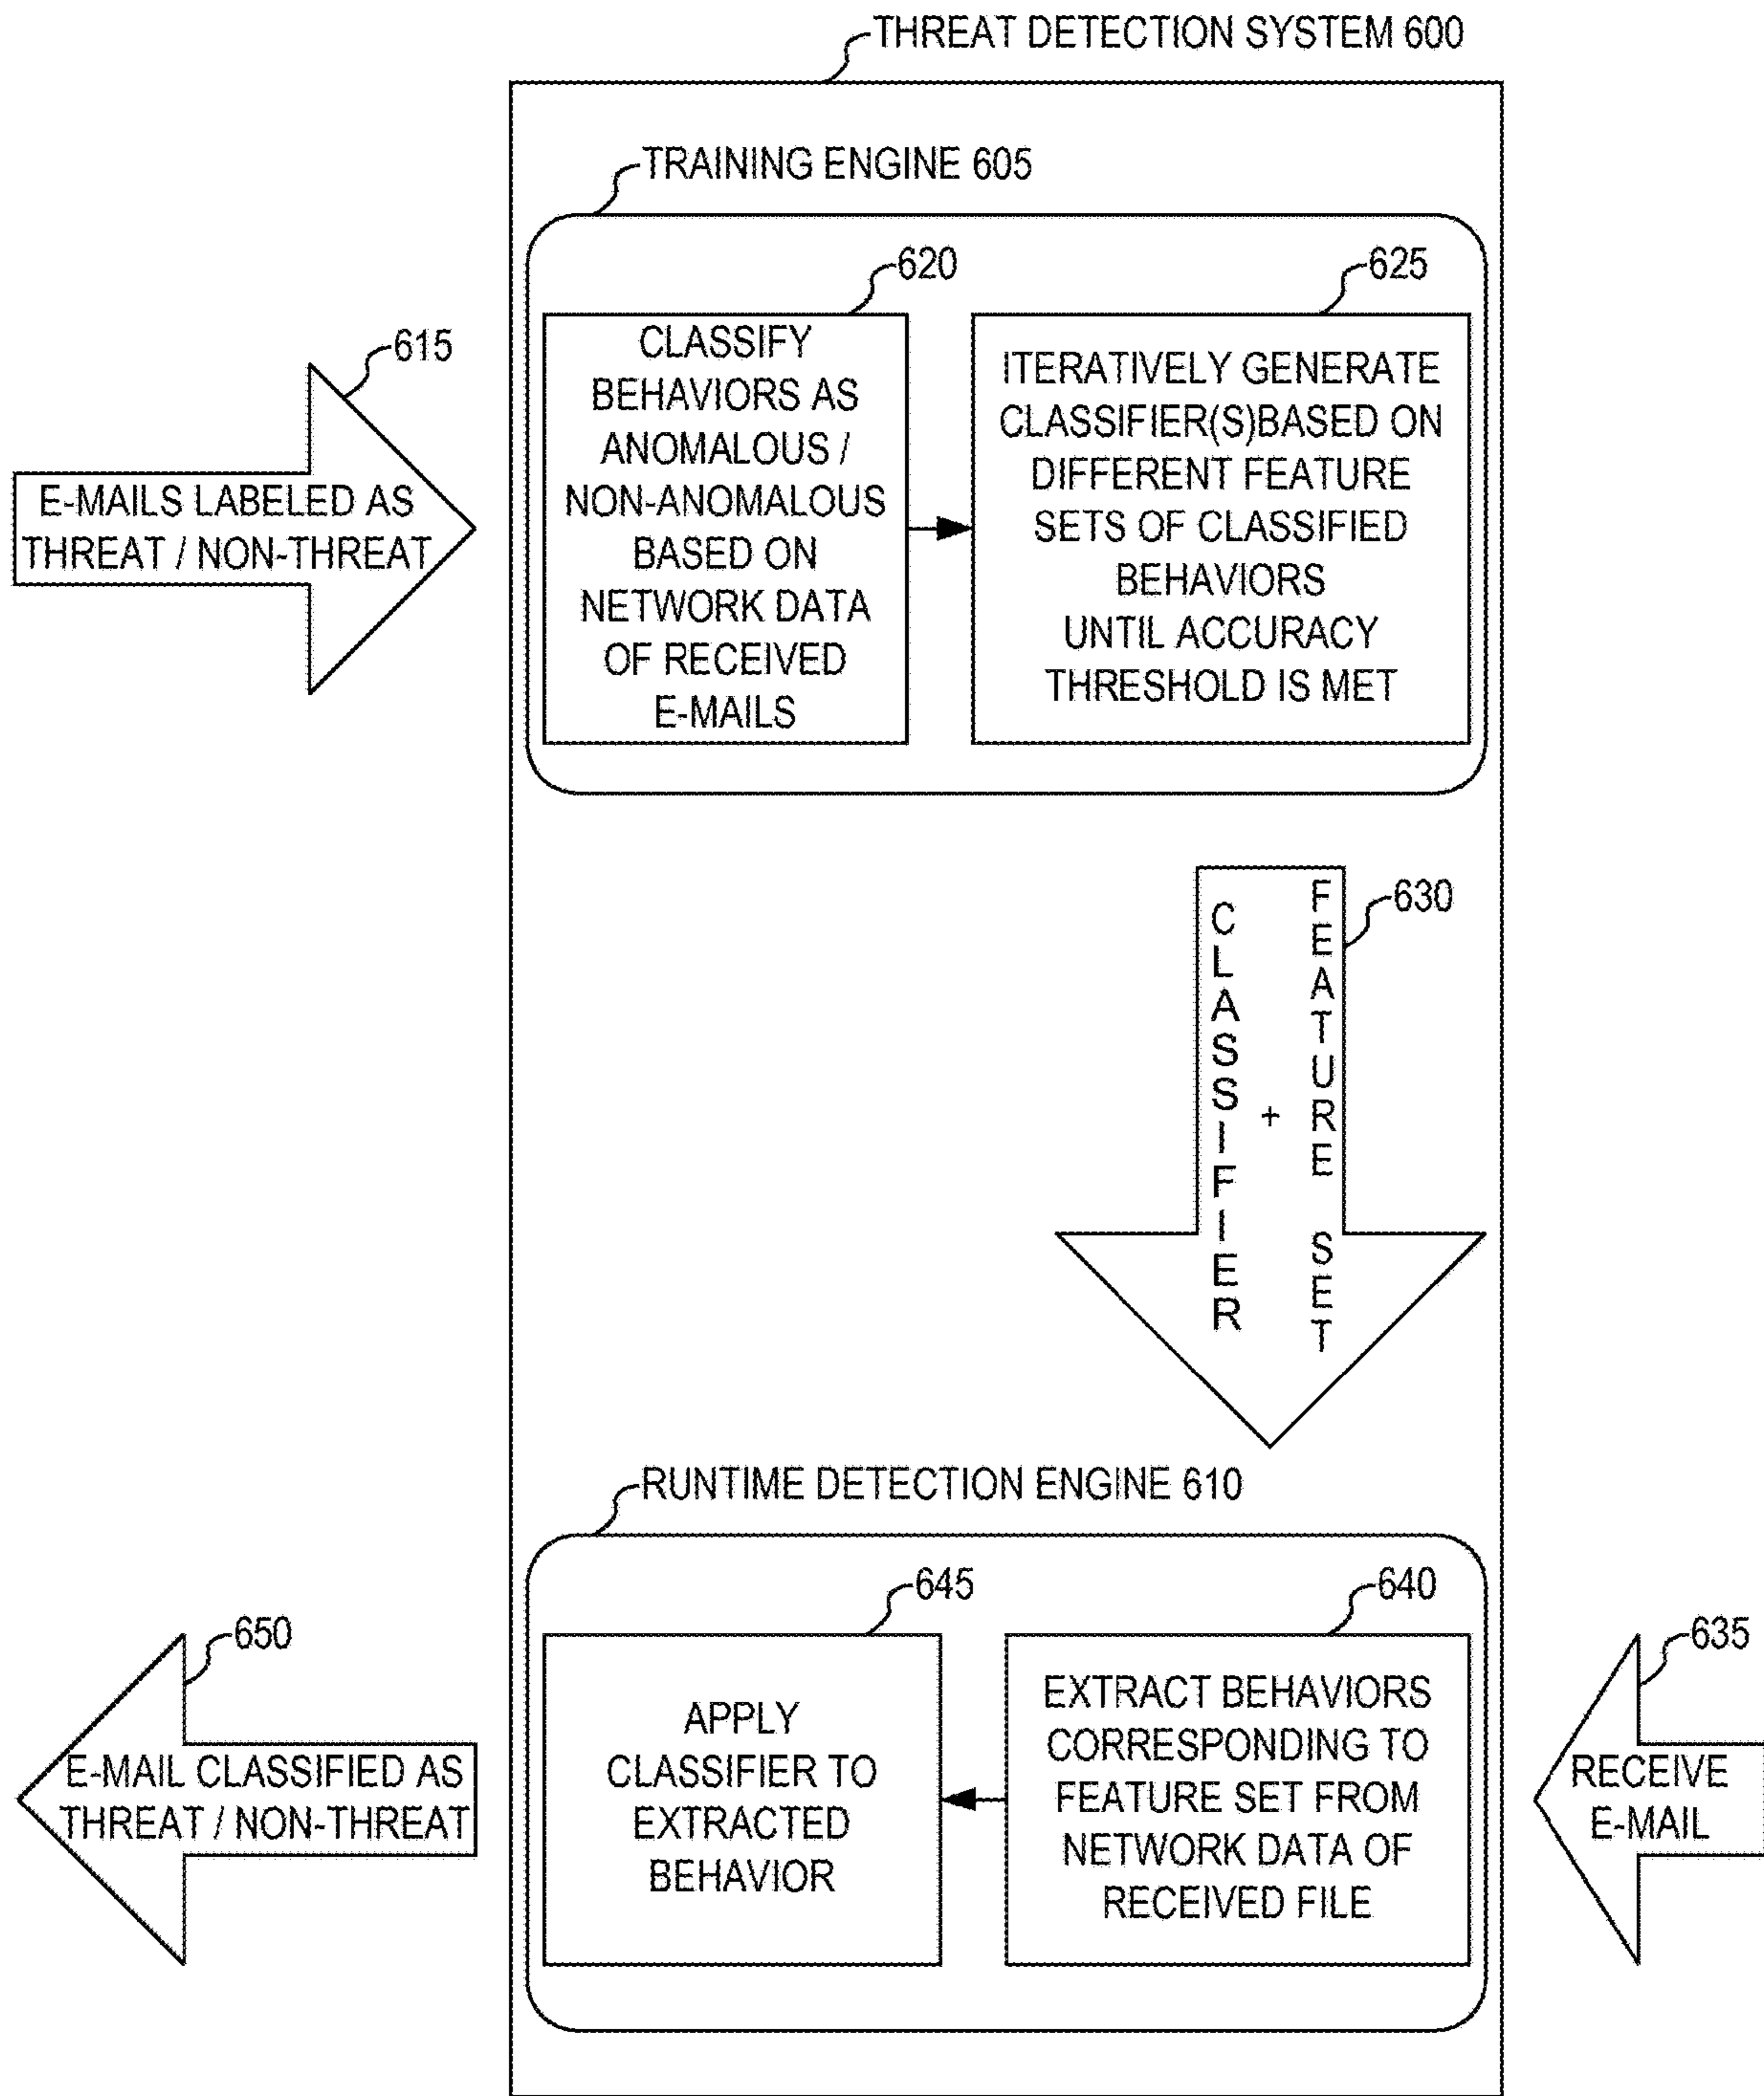 THREAT DETECTION SYSTEM 600
TRAINING ENGINE 605
620
625
615
CLASSIFY
BEHAVIORS AS
ANOMALOUS /
NON-ANOMALOUS
BASED ON
NETWORK DATA
OF RECEIVED
E-MAILS
ITERATIVELY GENERATE
CLASSIFIER(S)BASED ON
DIFFERENT FEATURE
SETS OF CLASSIFIED
BEHAVIORS
UNTIL ACCURACY
THRESHOLD IS MET
E-MAILS LABELED AS
THREAT / NON-THREAT
CLASSIFIER
+
FEATURE SET
630
RUNTIME DETECTION ENGINE 610
645
640
650
635
RECEIVE
E-MAIL
EXTRACT BEHAVIORS
CORRESPONDING TO
FEATURE SET FROM
NETWORK DATA OF
RECEIVED FILE
APPLY
CLASSIFIER TO
EXTRACTED
BEHAVIOR
E-MAIL CLASSIFIED AS
THREAT / NON-THREAT